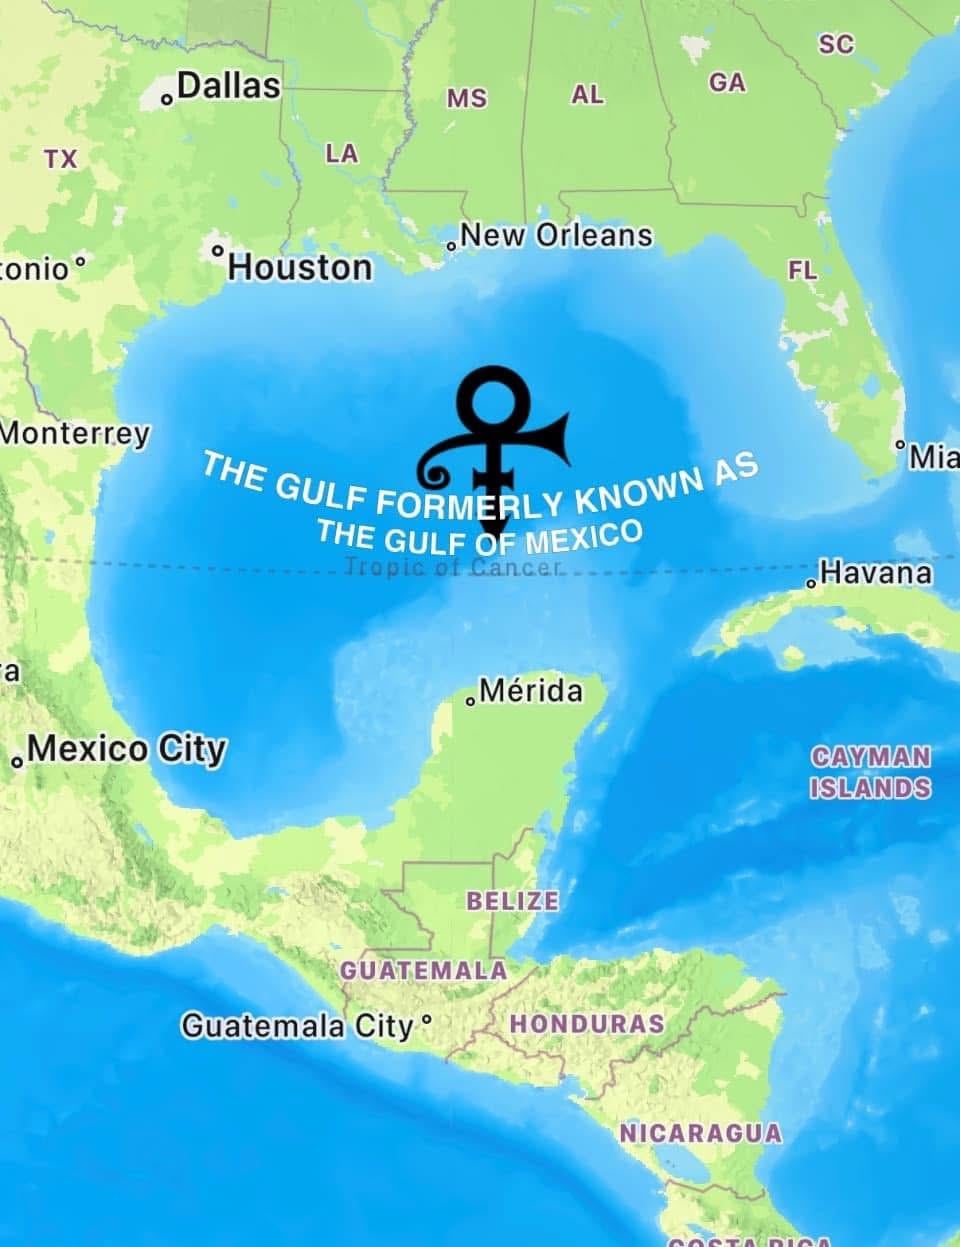 SC
Dallas
MS
AL
GA
TX
LA
New Orleans
Houston
tonio
FL
Monterrey
Mia
THE GULF FORMERLY KNOWN AS
THE GULF OF MEXICO
Tropic of Cancer
Havana
ra
Mérida
Mexico City
CAYMAN
ISLANDS
BELIZE
GUATEMALA
Guatemala City
HONDURAS
NICARAGUA
COSTA RICA